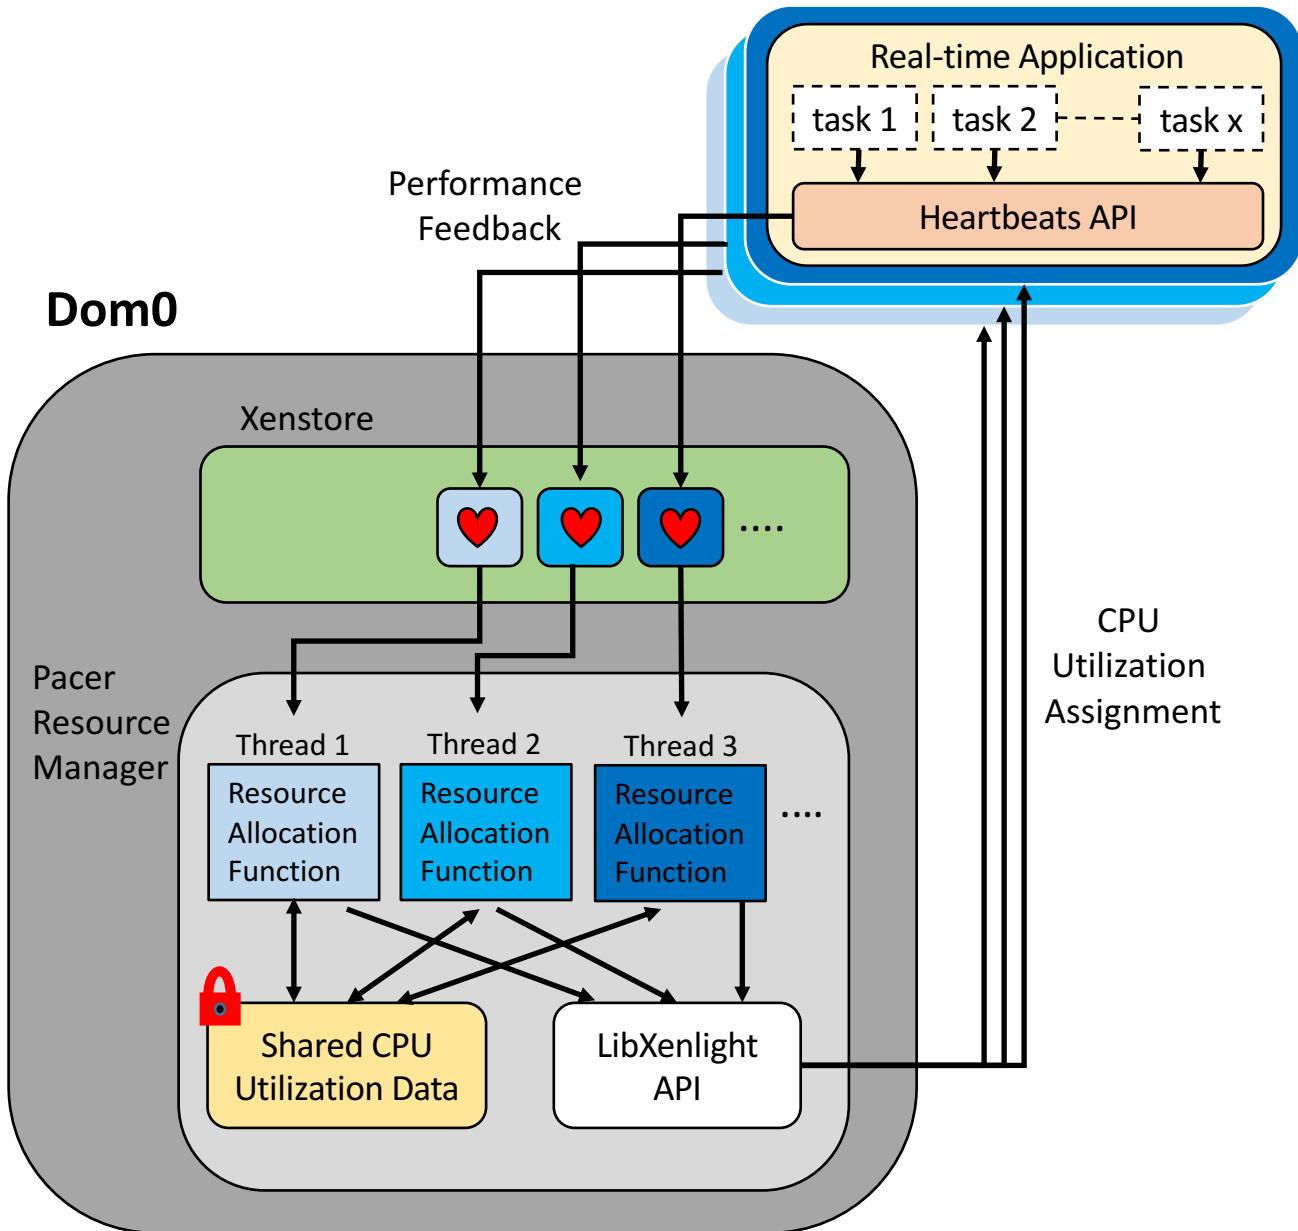 Real-time Application
task 1
task 2
task x
Heartbeats API
Performance
Feedback
Dom0
Xenstore
....
CPU
Utilization
Assignment
Pacer
Resource
Manager
Thread 1
Thread 2
Thread 3
Resource
Allocation
Function
Resource
Allocation
Function
Resource
Allocation
Function
....
Shared CPU
Utilization Data
LibXenlight
API